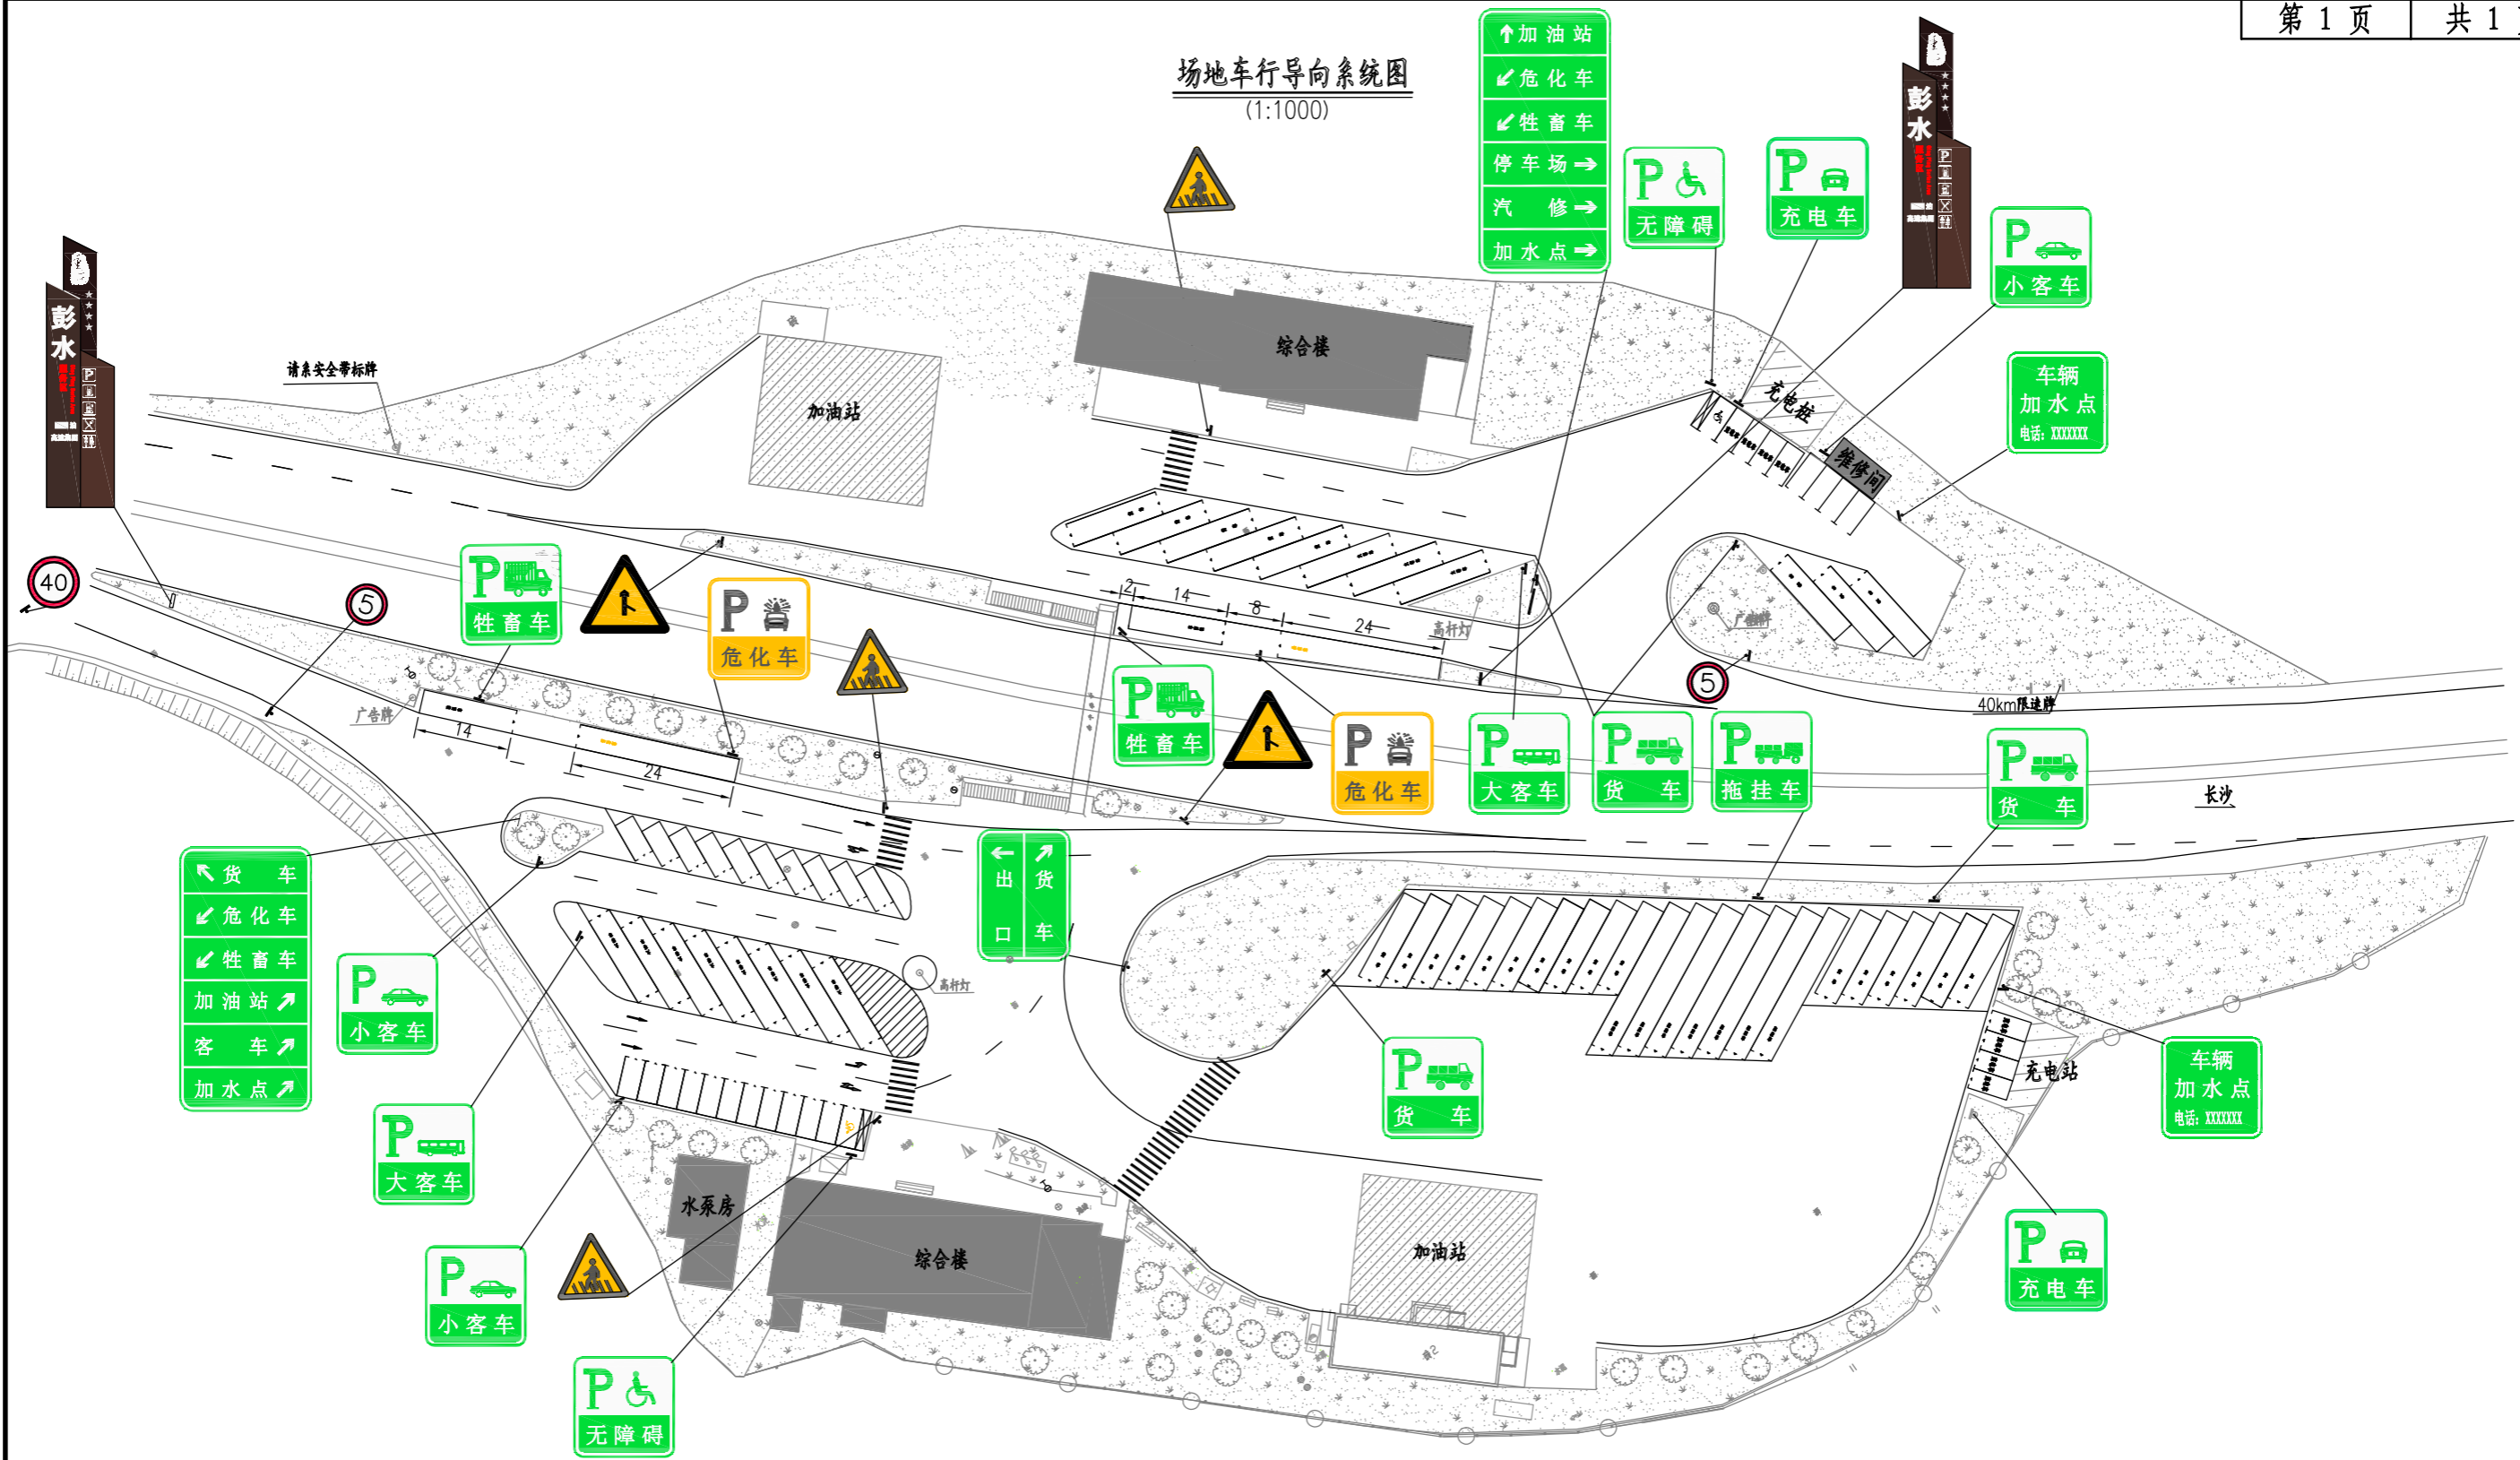 第 1 页
共 1
场地车行导向系统图
(1:1000)
加油站
危化车
牲畜车
停车场
汽 修
加水点
P
无障碍
P
充电车
彭水
P
P
小客车
彭水
P
请系安全带标牌
综合楼
加油站
充电桩
维修间
车辆
加水点
电话: XXXXXXX
40
5
P
牲畜车
P
危化车
2
14
8
24
高杆灯
广告牌
5
40km限速牌
广告牌
14
24
P
牲畜车
P
危化车
P
大客车
P
货 车
P
拖挂车
P
货 车
长沙
货 车
危化车
牲畜车
加油站
客 车
加水点
出口
货车
P
小客车
高杆灯
P
大客车
P
货 车
充电站
车辆
加水点
电话: XXXXXXX
水泵房
综合楼
加油站
P
小客车
P
充电车
P
无障碍